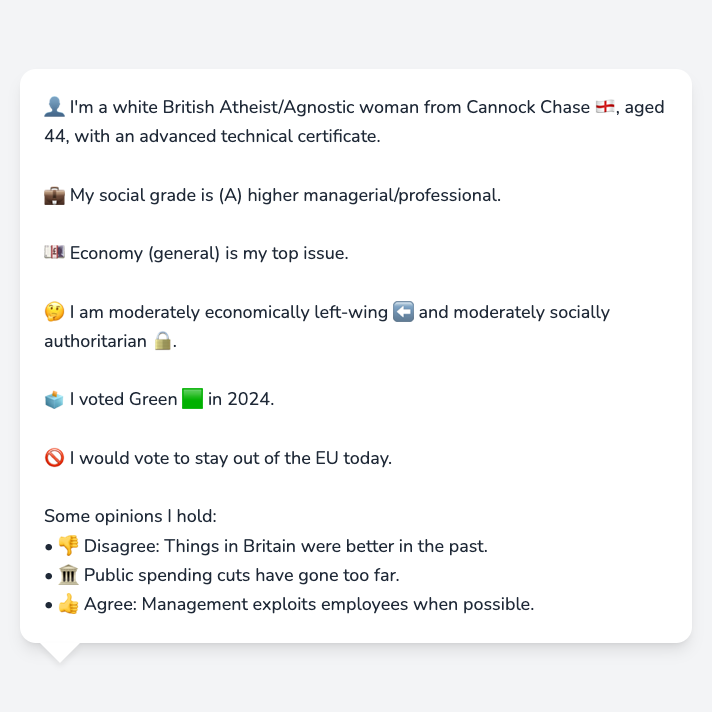 👤 I'm a white British Atheist/Agnostic woman from Cannock Chase 🏴󠁧󠁢󠁥󠁮󠁧󠁿, aged
44, with an advanced technical certificate.
💼 My social grade is (A) higher managerial/professional.
💷 Economy (general) is my top issue.
🤔 I am moderately economically left-wing ⬅️ and moderately socially
authoritarian 🔒.
🗳️ I voted Green 🟩 in 2024.
🚫 I would vote to stay out of the EU today.
Some opinions I hold:
• 👎 Disagree: Things in Britain were better in the past.
• 🏛️ Public spending cuts have gone too far.
• 👍 Agree: Management exploits employees when possible.